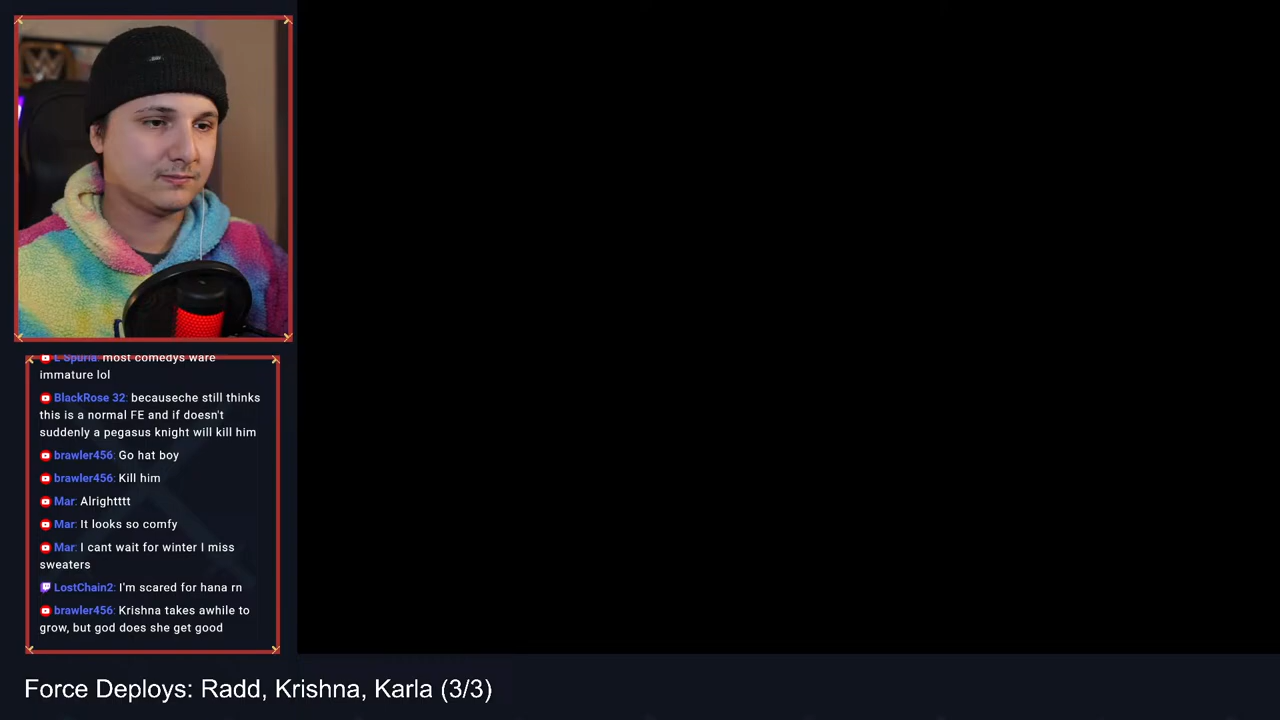 L Spuria: most comedys ware
immature lol
BlackRose 32: becauseche still thinks
this is a normal FE and if doesn't
suddenly a pegasus knight will kill him
brawler456: Go hat boy
brawler456: Kill him
Mar: Alrightttt
Mar: It looks so comfy
Mar: I cant wait for winter I miss
sweaters
LostChain2: I'm scared for hana rn
brawler456: Krishna takes awhile to
grow, but god does she get good
Force Deploys: Radd, Krishna, Karla (3/3)